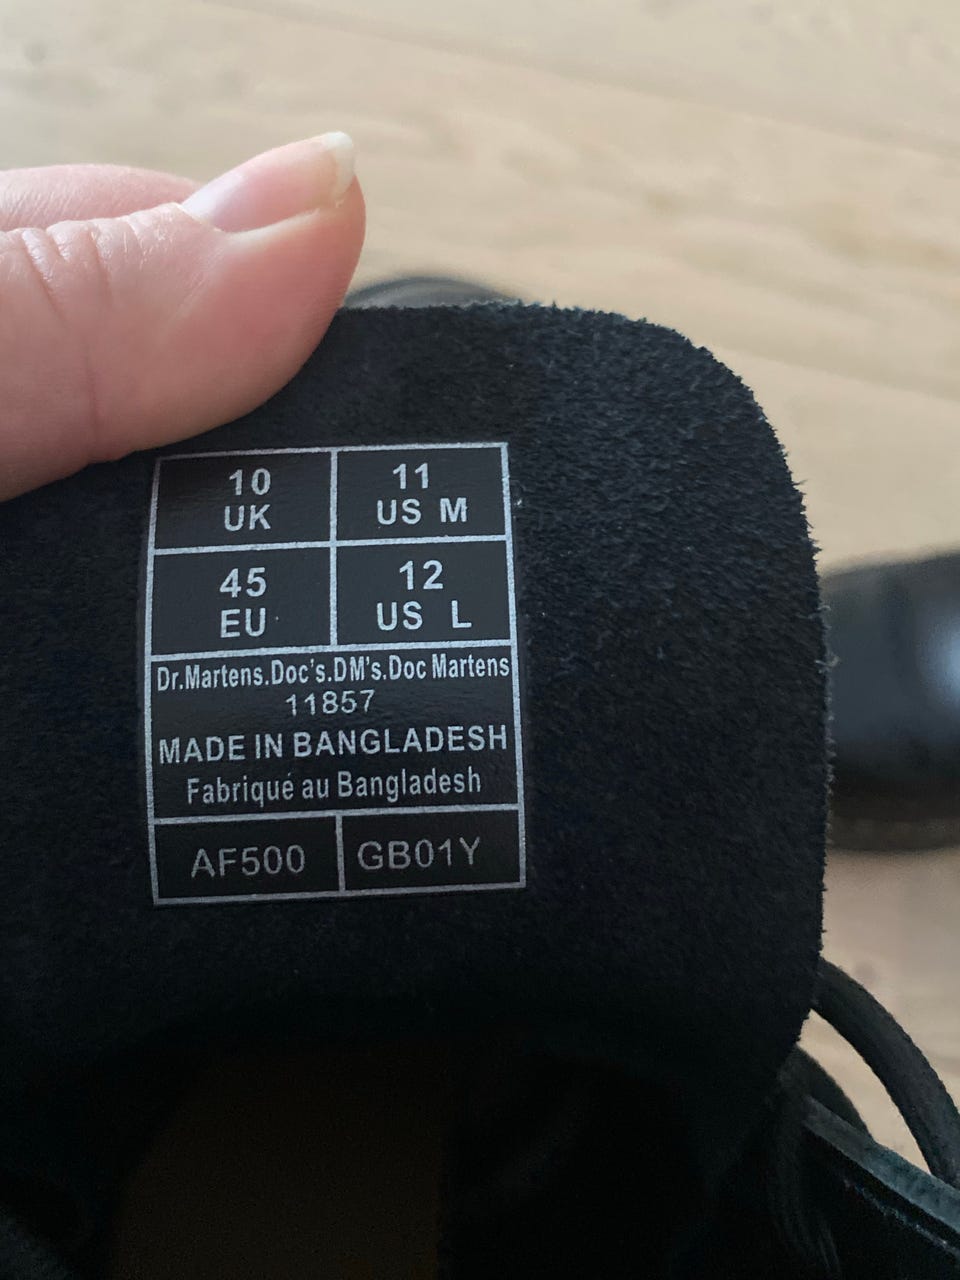 10
UK
11
US M
45
EU
12
US L
Dr.Martens.Doc's.DM's.Doc Martens
11857
MADE IN BANGLADESH
Fabriqué au Bangladesh
AF500
GB01Y